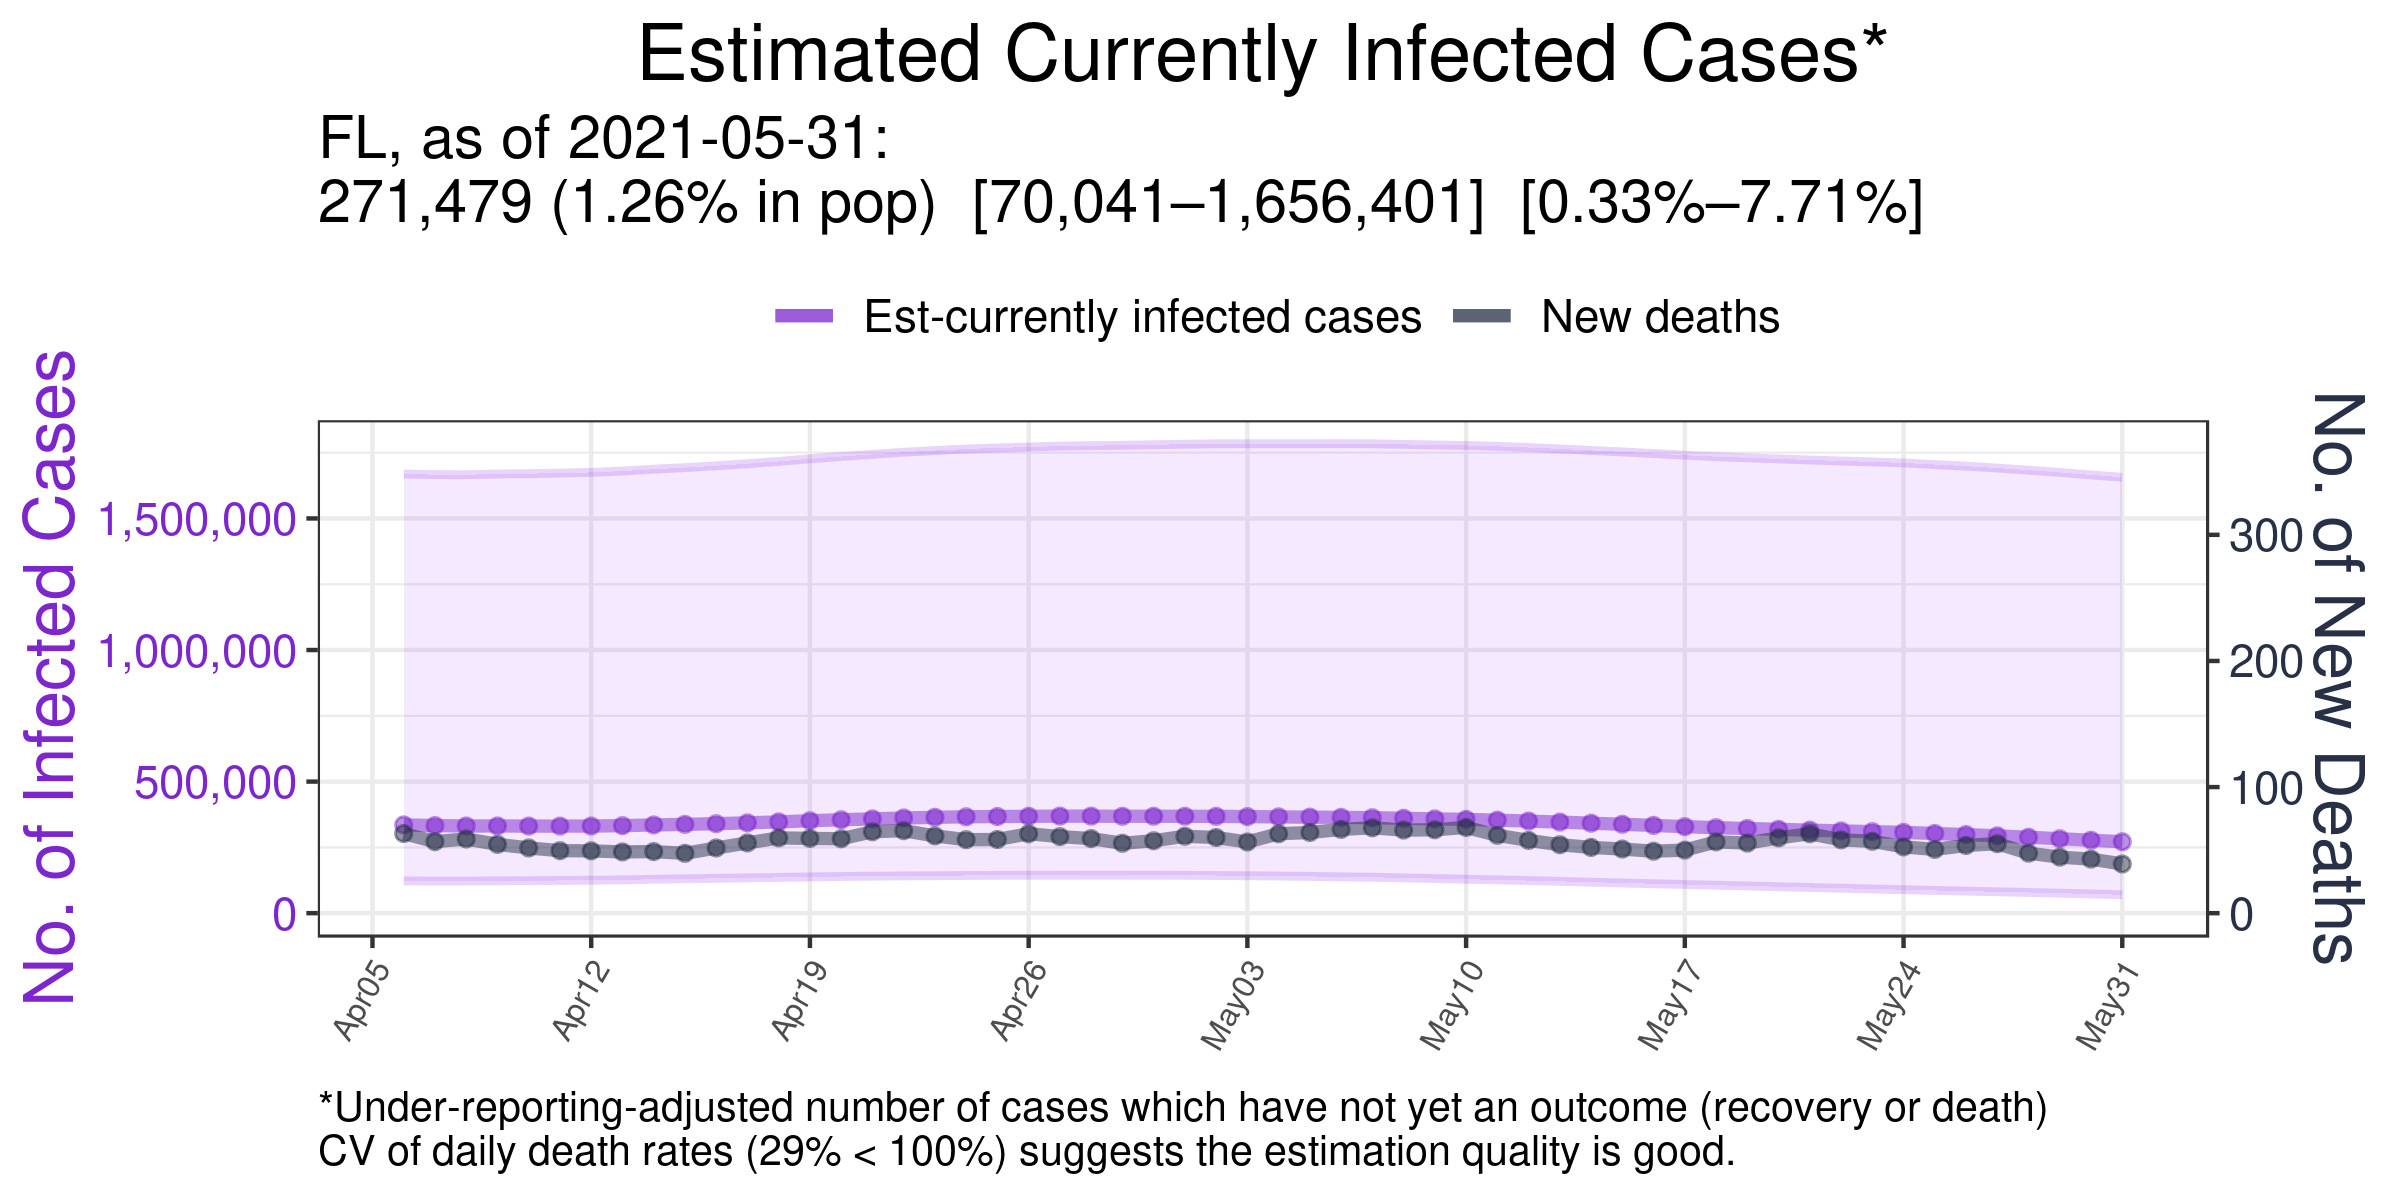 Estimated Currently Infected Cases*
FL, as of 2021-05-31:
271,479 (1.26% in pop)  [70,041–1,656,401]  [0.33%–7.71%]
Est-currently infected cases
New deaths
No. of Infected Cases
1,500,000
1,000,000
500,000
0
No. of New Deaths
300
200
100
0
Apr05
Apr12
Apr19
Apr26
May03
May10
May17
May24
May31
*Under-reporting-adjusted number of cases which have not yet an outcome (recovery or death)
CV of daily death rates (29% < 100%) suggests the estimation quality is good.